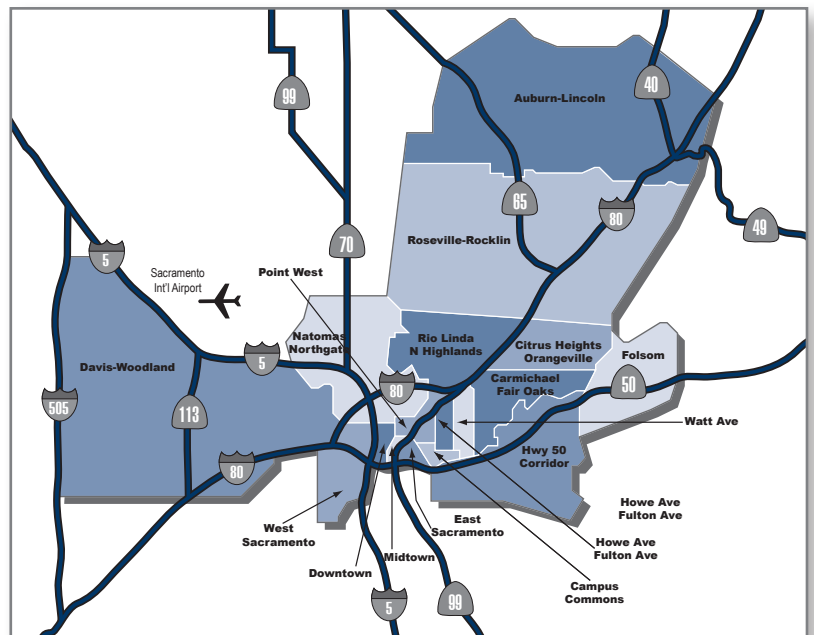 99
40
Auburn-Lincoln
65
80
49
Roseville-Rocklin
70
5
Sacramento
Int'l Airport
Point West
Natomas
Northgate
Rio Linda
N Highlands
Citrus Heights
Orangeville
Folsom
Davis-Woodland
5
80
Carmichael
Fair Oaks
50
505
113
Watt Ave
80
Hwy 50
Corridor
Howe Ave
Fulton Ave
West
Sacramento
East
Sacramento
Howe Ave
Fulton Ave
Midtown
Downtown
Campus
Commons
5
99